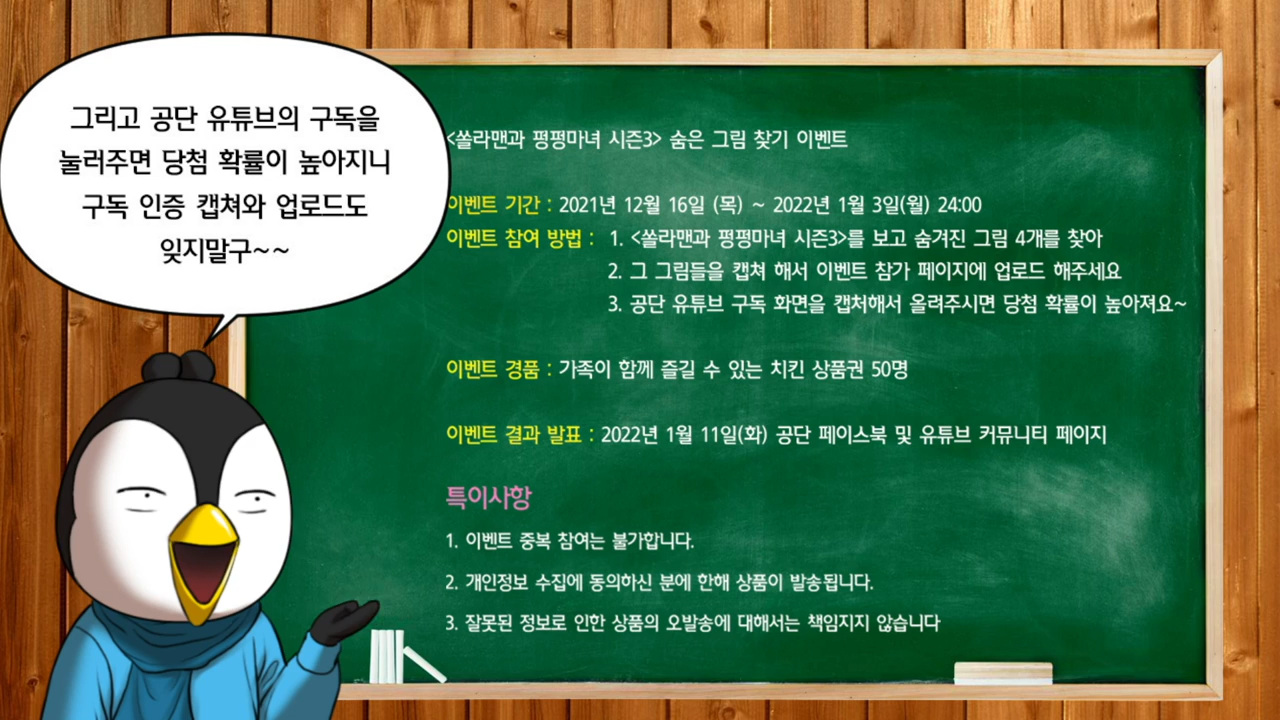 그리고 공단 유튜브의 구독을
눌러주면 당첨 확률이 높아지니
구독 인증 캡쳐와 업로드도
잊지말구~~
<쏠라맨과 펑펑마녀 시즌3> 숨은 그림 찾기 이벤트
이벤트 기간 : 2021년 12월 16일 (목) ~ 2022년 1월 3일(월) 24:00
이벤트 참여 방법 : 1. <쏠라맨과 펑펑마녀 시즌3>를 보고 숨겨진 그림 4개를 찾아
2. 그 그림들을 캡쳐 해서 이벤트 참가 페이지에 업로드 해주세요
3. 공단 유튜브 구독 화면을 캡처해서 올려주시면 당첨 확률이 높아져요~
이벤트 경품 : 가족이 함께 즐길 수 있는 치킨 상품권 50명
이벤트 결과 발표 : 2022년 1월 11일(화) 공단 페이스북 및 유튜브 커뮤니티 페이지
특이사항
1. 이벤트 중복 참여는 불가합니다.
2. 개인정보 수집에 동의하신 분에 한해 상품이 발송됩니다.
3. 잘못된 정보로 인한 상품의 오발송에 대해서는 책임지지 않습니다